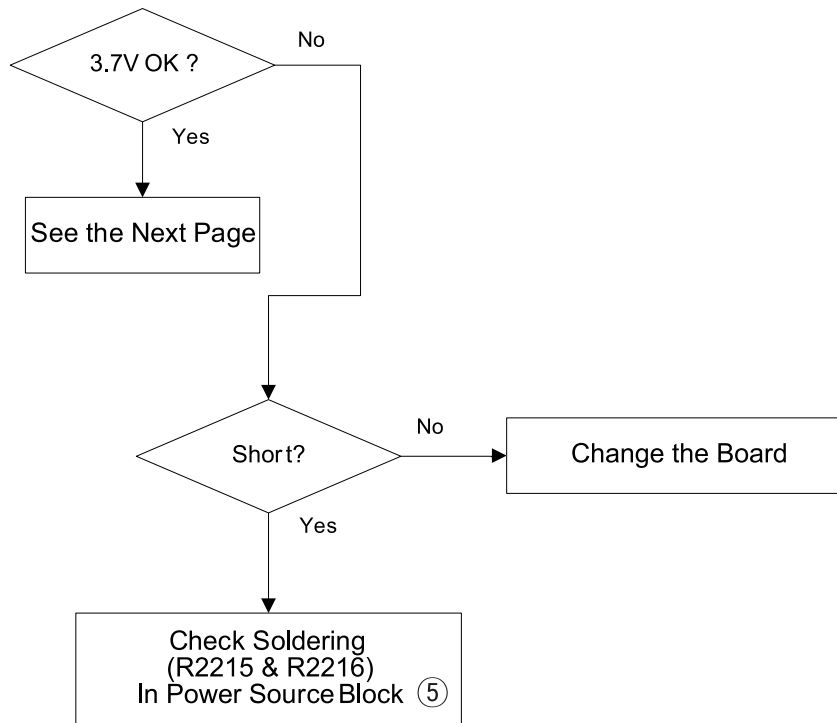 No
3.7V OK ?
Yes
See the Next Page
No
Short?
Change the Board
Yes
Check Soldering
(R2215 & R2216)
In Power Source Block ⑤